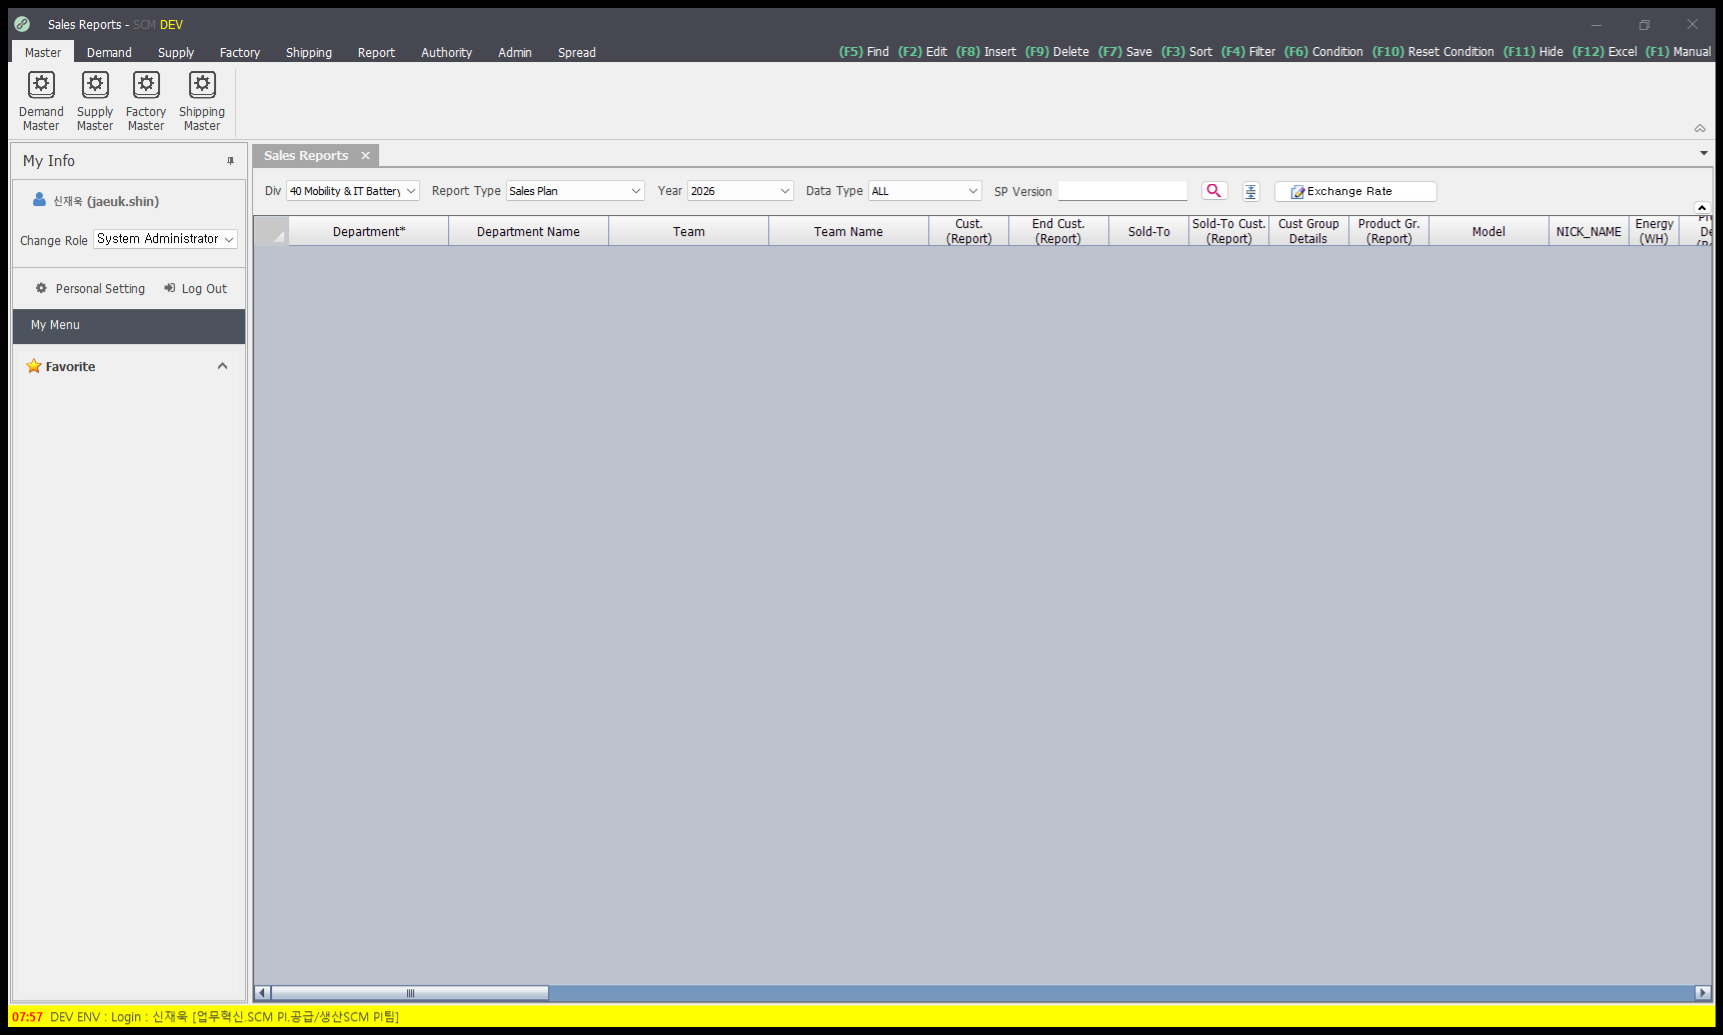 Sales Reports - SCM DEV
Master Demand Supply Factory Shipping Report Authority Admin Spread
(F5) Find (F2) Edit (F8) Insert (F9) Delete (F7) Save (F3) Sort (F4) Filter (F6) Condition (F10) Reset Condition (F11) Hide (F12) Excel (F1) Manual
Demand Master
Supply Master
Factory Master
Shipping Master
My Info
신재욱 (jaeuk.shin)
Change Role System Administrator
Personal Setting Log Out
My Menu
Favorite
Sales Reports
Div 40 Mobility & IT Battery Report Type Sales Plan Year 2026 Data Type ALL SP Version Exchange Rate
Department*
Department Name
Team
Team Name
Cust. (Report)
End Cust. (Report)
Sold-To
Sold-To Cust. (Report)
Cust Group Details
Product Gr. (Report)
Model
NICK_NAME
Energy (WH)
07:57 DEV ENV : Login : 신재욱 [업무혁신.SCM PI.공급/생산SCM PI팀]